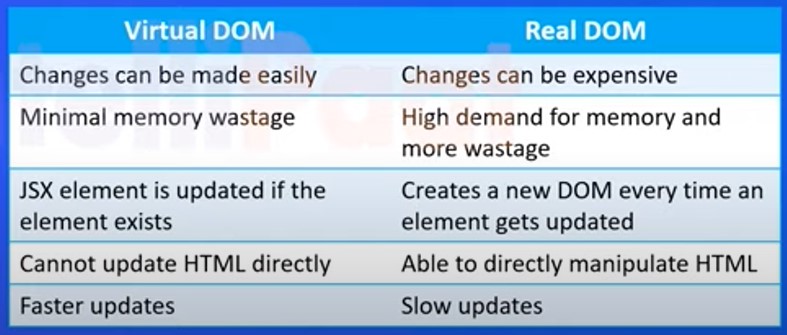 Virtual DOM Real DOM
Changes can be made easily Changes can be expensive
Minimal memory wastage High demand for memory and
more wastage
JSX element is updated if the Creates a new DOM every time an
element exists element gets updated
Cannot update HTML directly Able to directly manipulate HTML
Faster updates Slow updates